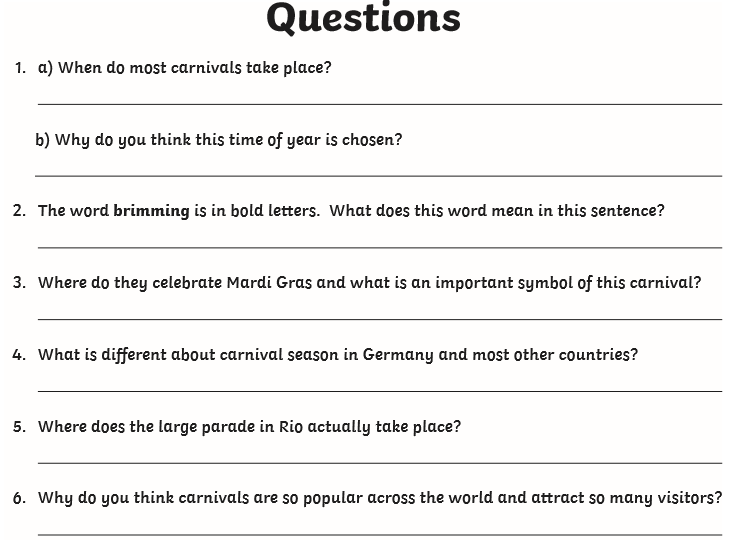 Questions
1. a) When do most carnivals take place?
b) Why do you think this time of year is chosen?
2. The word brimming is in bold letters. What does this word mean in this sentence?
3. Where do they celebrate Mardi Gras and what is an important symbol of this carnival?
4. What is different about carnival season in Germany and most other countries?
5. Where does the large parade in Rio actually take place?
6. Why do you think carnivals are so popular across the world and attract so many visitors?